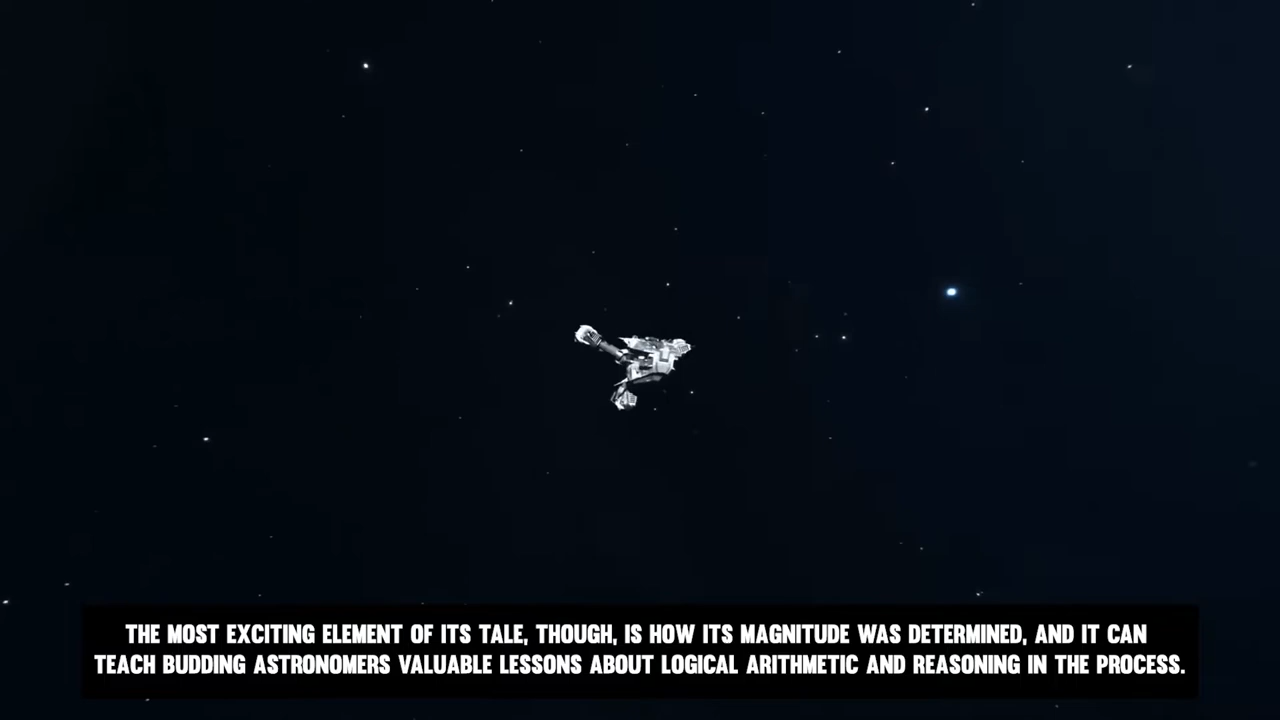 THE MOST EXCITING ELEMENT OF ITS TALE, THOUGH, IS HOW ITS MAGNITUDE WAS DETERMINED, AND IT CAN
TEACH BUDDING ASTRONOMERS VALUABLE LESSONS ABOUT LOGICAL ARITHMETIC AND REASONING IN THE PROCESS.